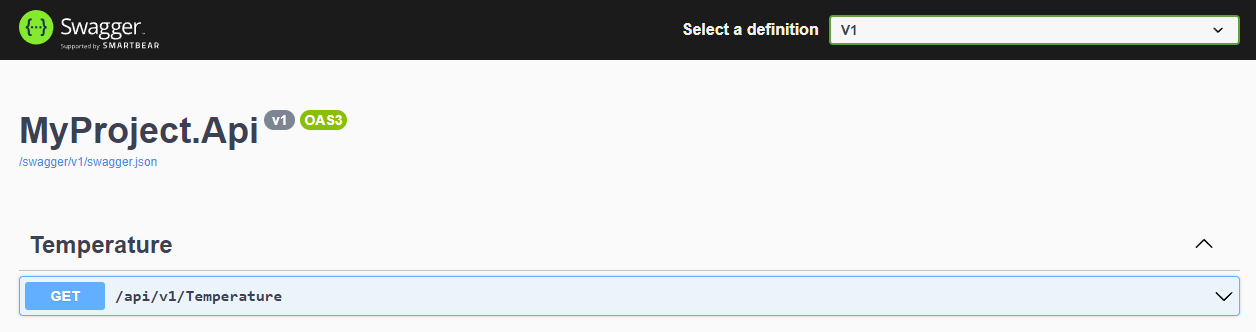 Swagger
Supported by SMARTBEAR
Select a definition
V1
MyProject.Api v1 OAS3
/swagger/v1/swagger.json
Temperature
GET /api/v1/Temperature